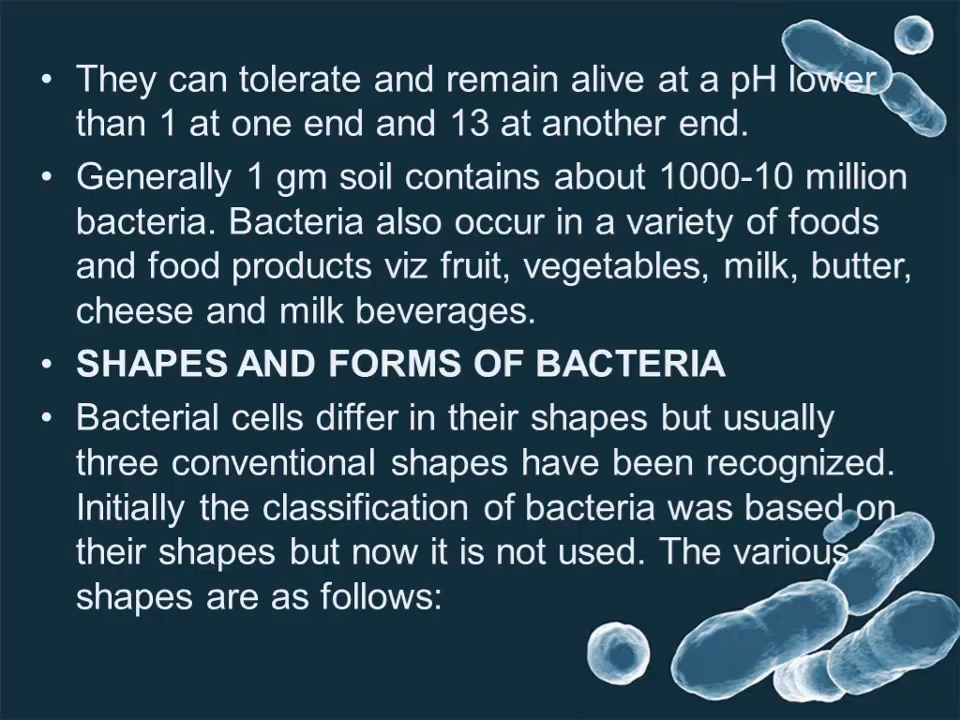 • They can tolerate and remain alive at a pH lower
than 1 at one end and 13 at another end.
• Generally 1 gm soil contains about 1000-10 million
bacteria. Bacteria also occur in a variety of foods
and food products viz fruit, vegetables, milk, butter,
cheese and milk beverages.
• SHAPES AND FORMS OF BACTERIA
• Bacterial cells differ in their shapes but usually
three conventional shapes have been recognized.
Initially the classification of bacteria was based on
their shapes but now it is not used. The various
shapes are as follows: